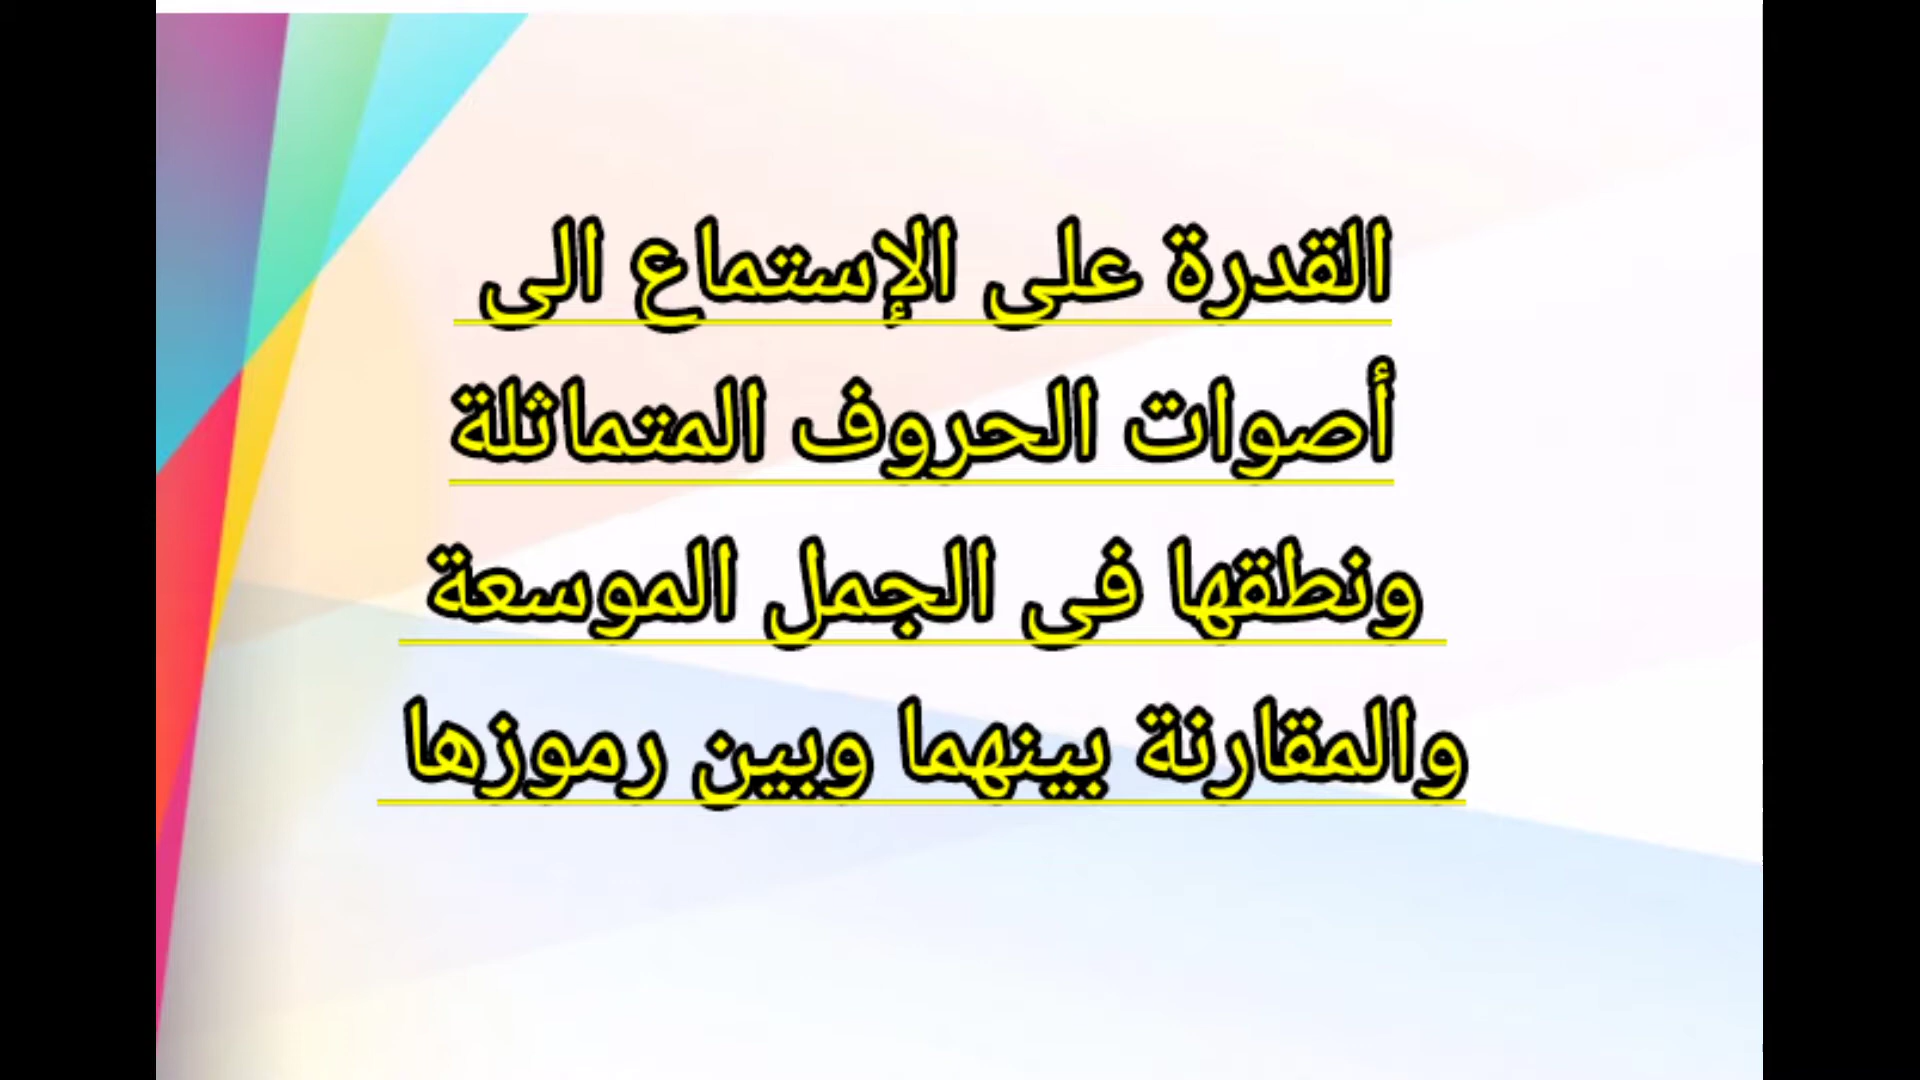 القدرة على الإستماع الى
أصوات الحروف المتماثلة
ونطقها فى الجمل الموسعة
والمقارنة بينهما وبين رموزها